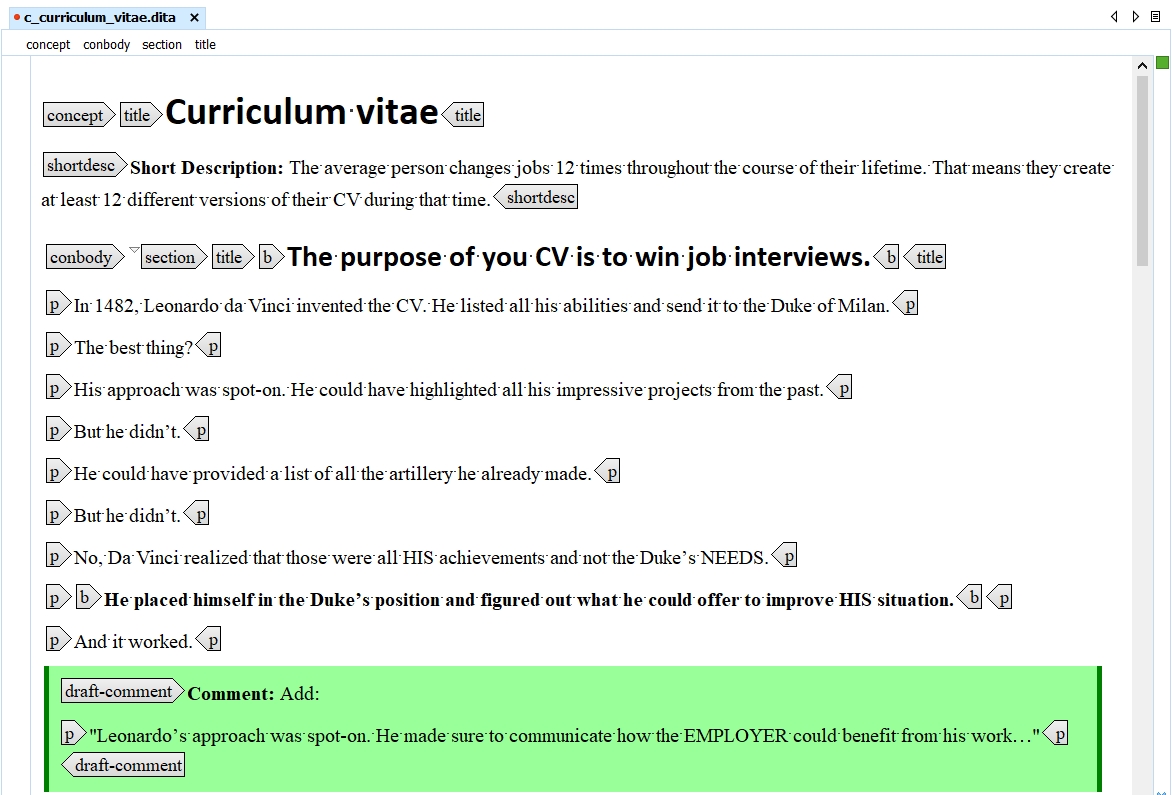 c_curriculum_vitae.dita ×
concept conbody section title
concept title Curriculum vitae title
shortdesc Short Description: The average person changes jobs 12 times throughout the course of their lifetime. That means they create
at least 12 different versions of their CV during that time. shortdesc
conbody section title b The purpose of you CV is to win job interviews. b title
p In 1482, Leonardo da Vinci invented the CV. He listed all his abilities and send it to the Duke of Milan. p
p The best thing? p
p His approach was spot-on. He could have highlighted all his impressive projects from the past. p
p But he didn’t. p
p He could have provided a list of all the artillery he already made. p
p But he didn’t. p
p No, Da Vinci realized that those were all HIS achievements and not the Duke’s NEEDS. p
p b He placed himself in the Duke’s position and figured out what he could offer to improve HIS situation. b p
p And it worked. p
draft-comment Comment: Add:
p "Leonardo’s approach was spot-on. He made sure to communicate how the EMPLOYER could benefit from his work…" p
draft-comment